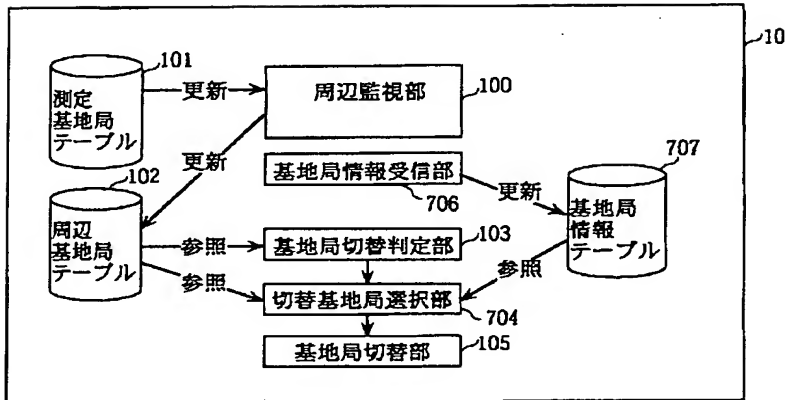 10
101
測定
基地局
テーブル
更新
周辺監視部
100
更新
102
周辺
基地局
テーブル
基地局情報受信部
706
更新
707
基地局
情報
テーブル
参照
基地局切替判定部
103
参照
参照
切替基地局選択部
704
基地局切替部
105